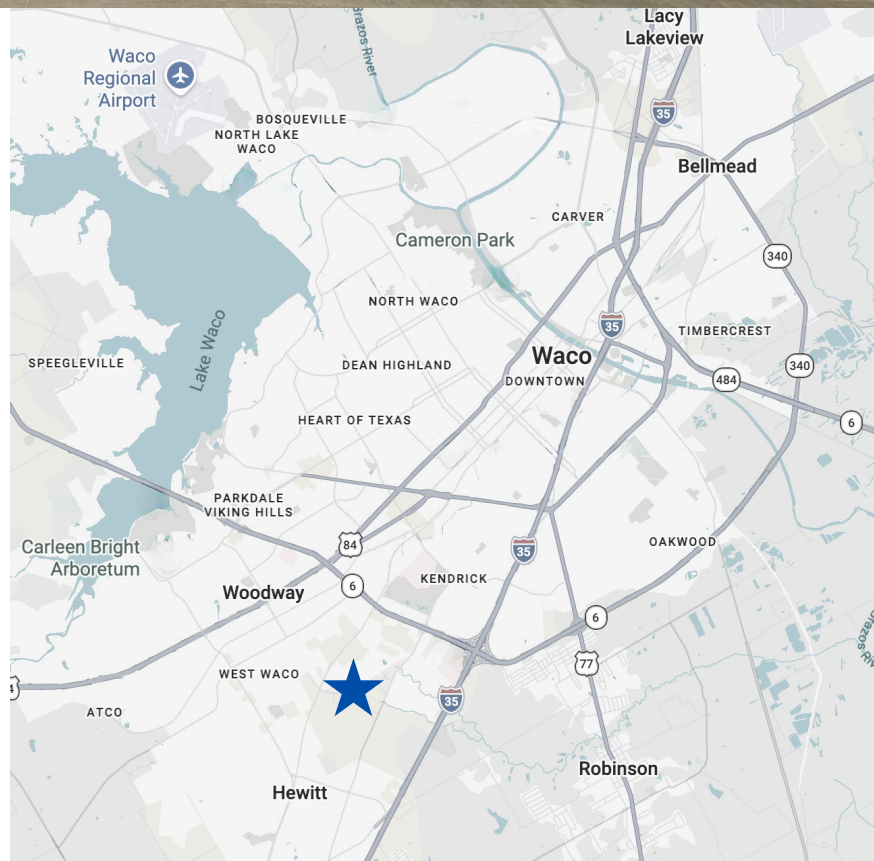 Lacy
Lakeview
Brazos River
Waco
Regional
Airport
35
BOSQUEVILLE
NORTH LAKE
WACO
Bellmead
CARVER
Cameron Park
340
NORTH WACO
35
TIMBERCREST
Lake Waco
Waco
SPEEGLEVILLE
DEAN HIGHLAND
340
DOWNTOWN
484
HEART OF TEXAS
6
PARKDALE
VIKING HILLS
Carleen Bright
Arboretum
84
35
OAKWOOD
KENDRICK
6
Woodway
6
Brazos
77
WEST WACO
35
4
ATCO
Robinson
Hewitt